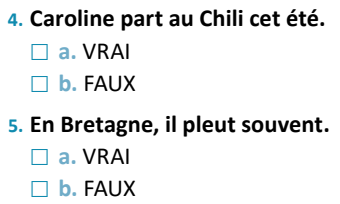 4. Caroline part au Chili cet été.
☐ a. VRAI
☐ b. FAUX
5. En Bretagne, il pleut souvent.
☐ a. VRAI
☐ b. FAUX